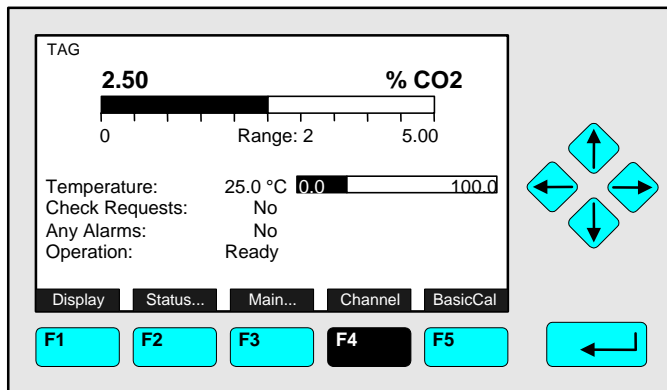 TAG
2.50 % CO2
0 Range: 2 5.00
Temperature: 25.0 °C 0.0 100.0
Check Requests: No
Any Alarms: No
Operation: Ready
Display Status... Main... Channel BasicCal
F1 F2 F3 F4 F5